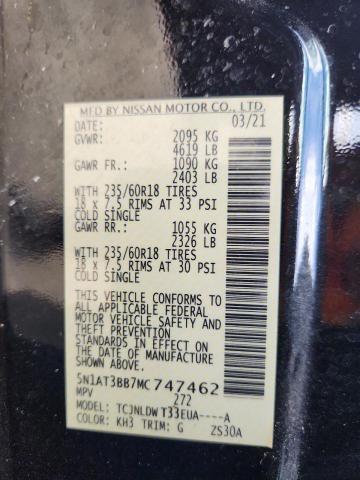 MFD BY NISSAN MOTOR CO., LTD.
DATE: 03/21
GVWR: 2095 KG
4619 LB
GAWR FR.: 1090 KG
2403 LB
WITH 235/60R18 TIRES
18 x 7.5 RIMS AT 33 PSI
COLD SINGLE
GAWR RR.: 1055 KG
2326 LB
WITH 235/60R18 TIRES
18 x 7.5 RIMS AT 30 PSI
COLD SINGLE
THIS VEHICLE CONFORMS TO
ALL APPLICABLE FEDERAL
MOTOR VEHICLE SAFETY AND
THEFT PREVENTION
STANDARDS IN EFFECT ON
THE DATE OF MANUFACTURE
SHOWN ABOVE.
5N1AT3BB7MC747462
MPV 272
MODEL: TCJNLDWT33EUA----A
COLOR: KH3 TRIM: G ZS30A